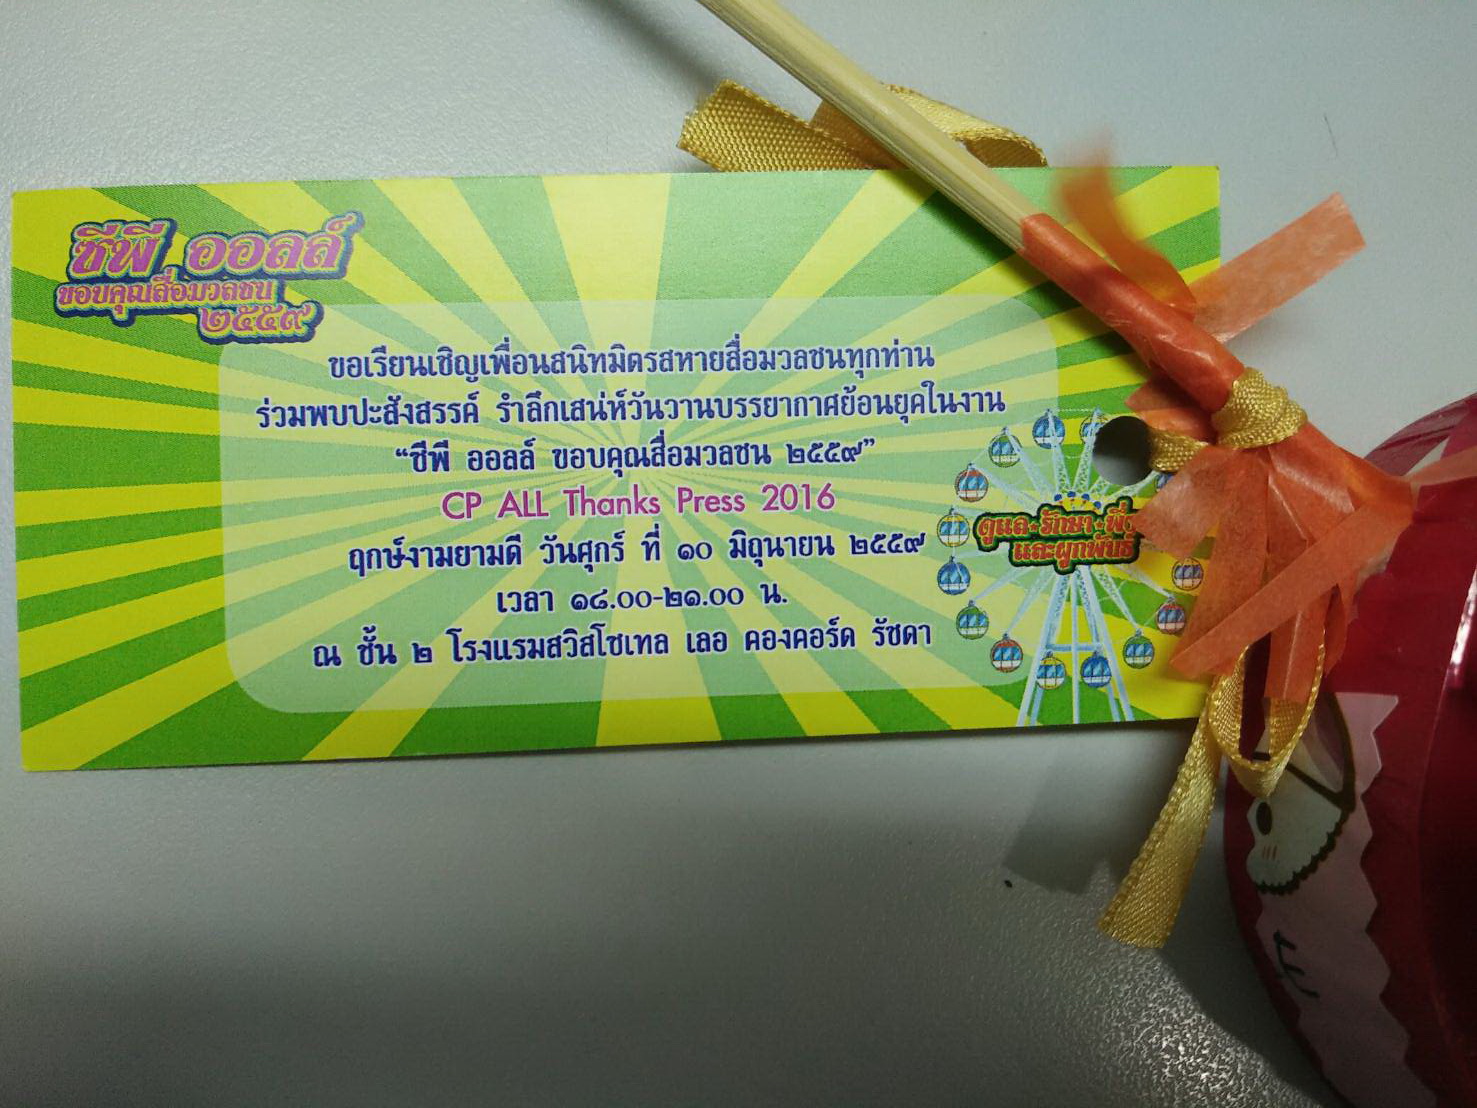 ซีพี ออลล์
ขอบคุณสื่อมวลชน
๒๕๕๙
ขอเรียนเชิญเพื่อนสนิทมิตรสหายสื่อมวลชนทุกท่าน
ร่วมพบปะสังสรรค์ รำลึกเสน่ห์วันวานบรรยากาศย้อนยุคในงาน
“ซีพี ออลล์ ขอบคุณสื่อมวลชน ๒๕๕๙”
CP ALL Thanks Press 2016
ฤกษ์งามยามดี วันศุกร์ ที่ ๑๐ มิถุนายน ๒๕๕๙
เวลา ๑๘.๐๐-๒๑.๐๐ น.
ณ ชั้น ๒ โรงแรมสวิสโซเทล เลอ คองคอร์ด รัชดา
ดูแล รักษา
และผูกพันธ์